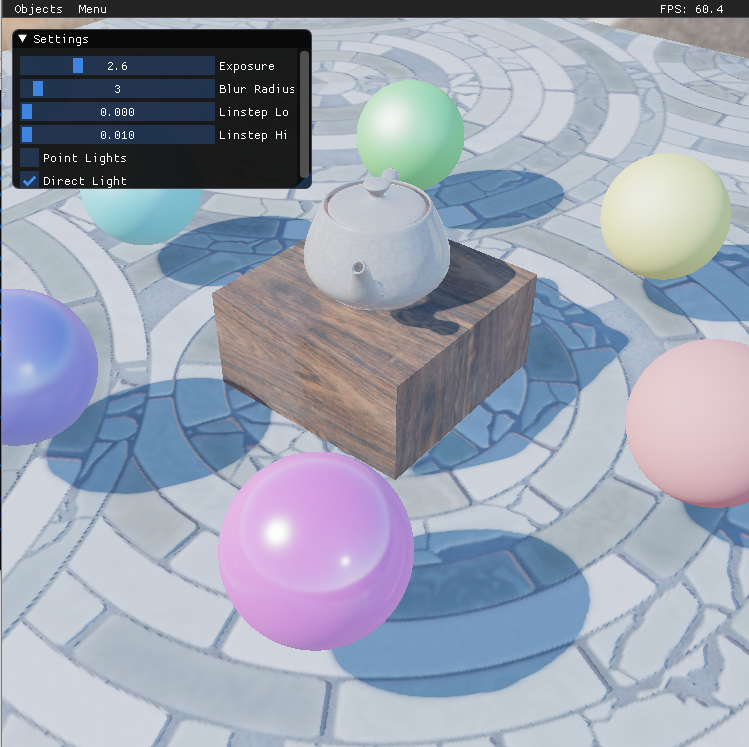 Objects Menu FPS: 60.4
▼ Settings
2.6 Exposure
3 Blur Radius
0.000 Linstep Lo
0.010 Linstep Hi
Point Lights
Direct Light